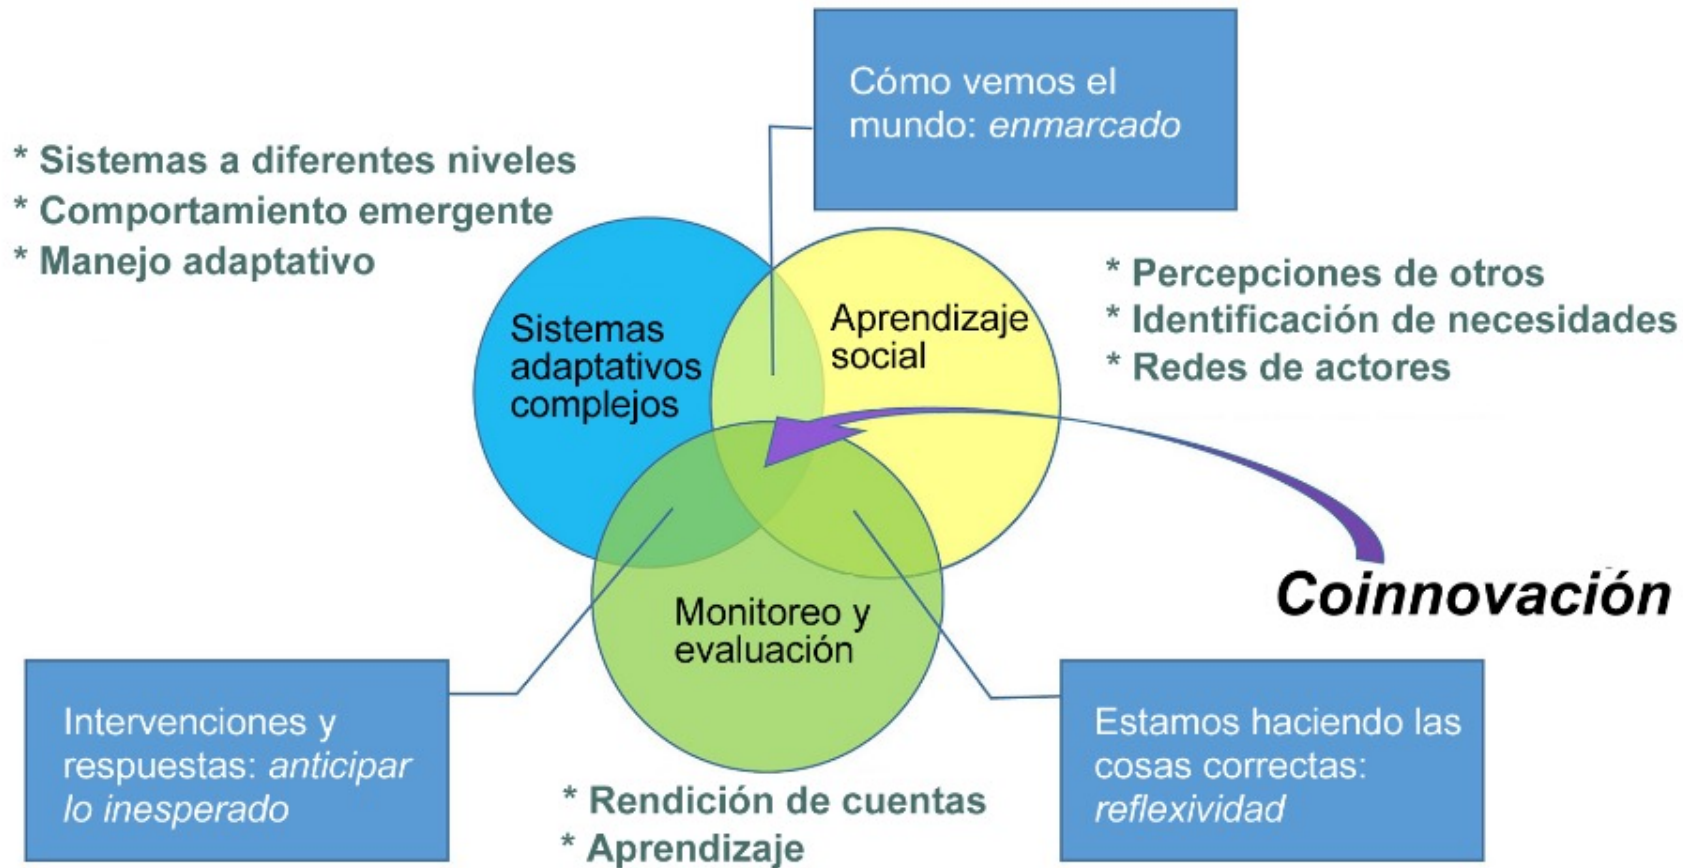 Cómo vemos el
mundo: enmarcado
* Sistemas a diferentes niveles
* Comportamiento emergente
* Manejo adaptativo
* Percepciones de otros
* Identificación de necesidades
* Redes de actores
Sistemas
adaptativos
complejos
Aprendizaje
social
Coinnovación
Monitoreo y
evaluación
Intervenciones y
respuestas: anticipar
lo inesperado
Estamos haciendo las
cosas correctas:
reflexividad
* Rendición de cuentas
* Aprendizaje